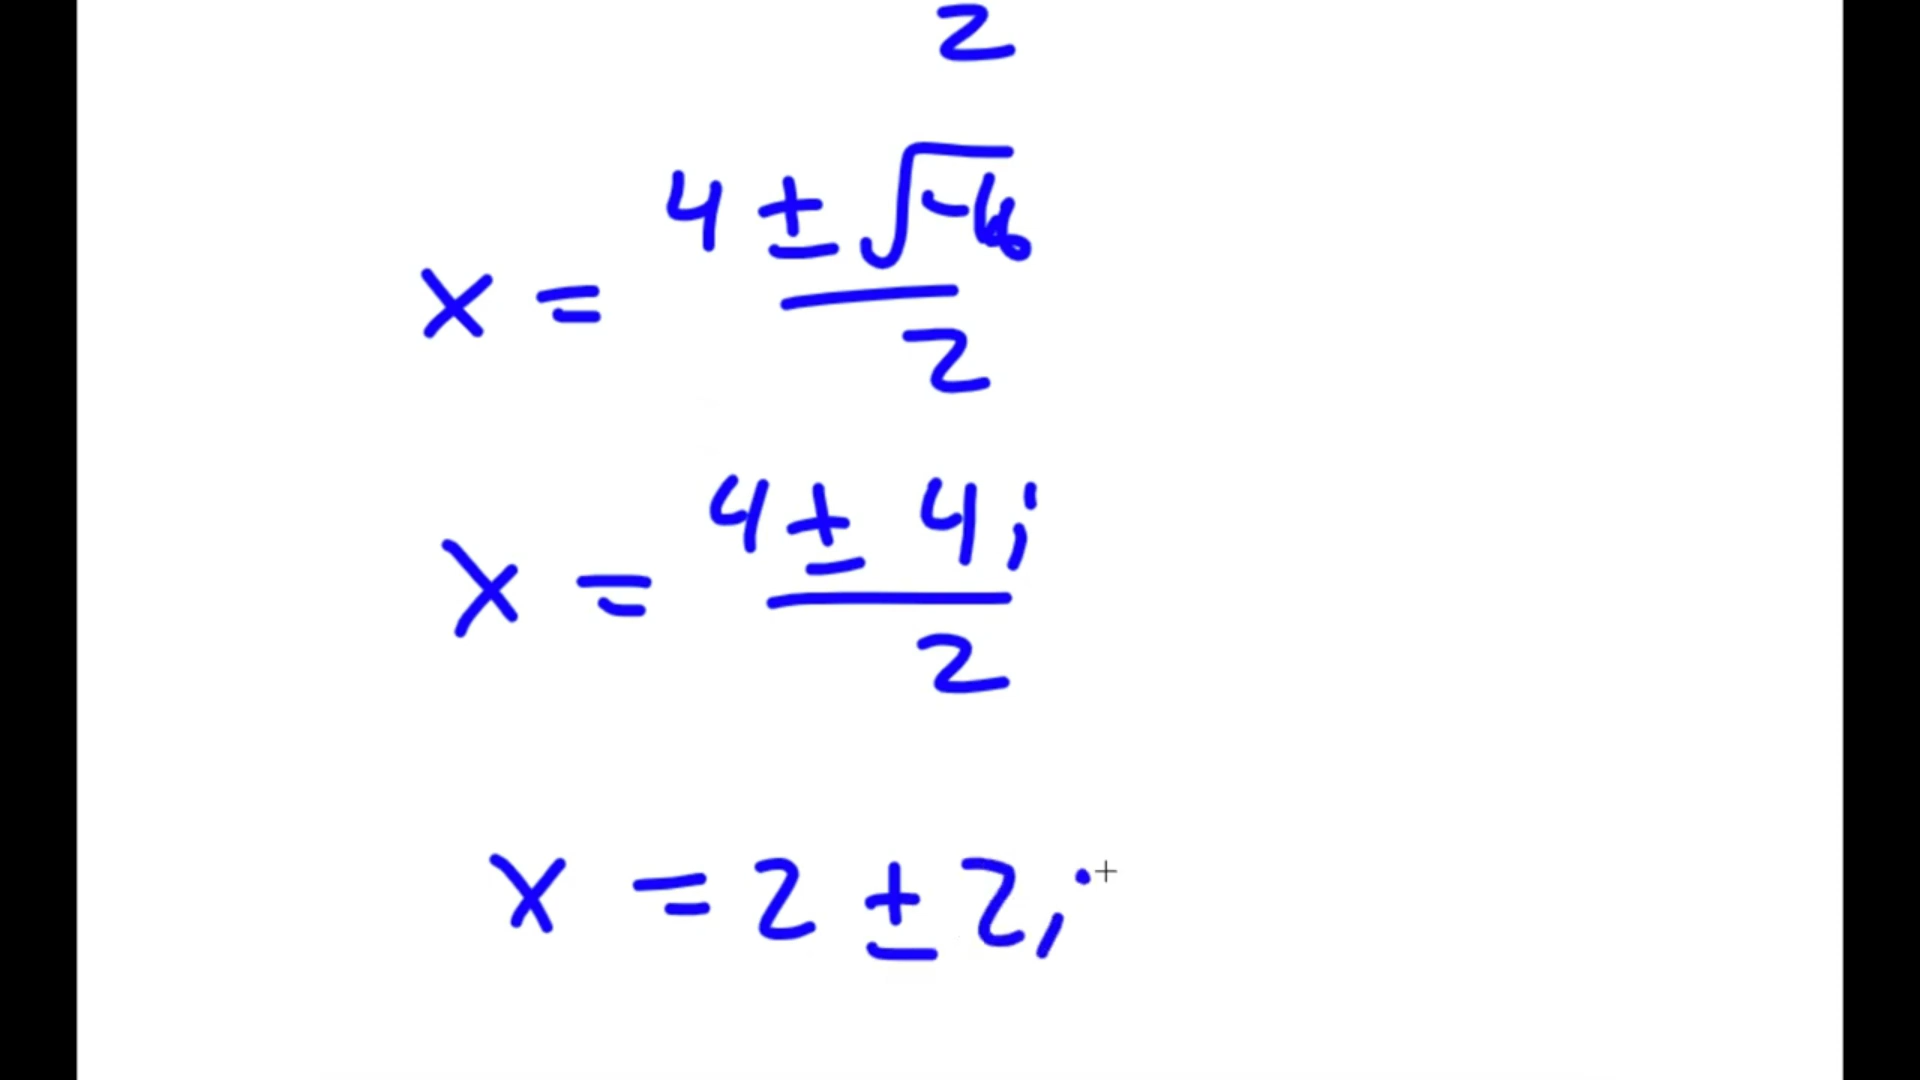 2
x = 4 ± √-16 / 2
x = 4 ± 4i / 2
x = 2 ± 2i